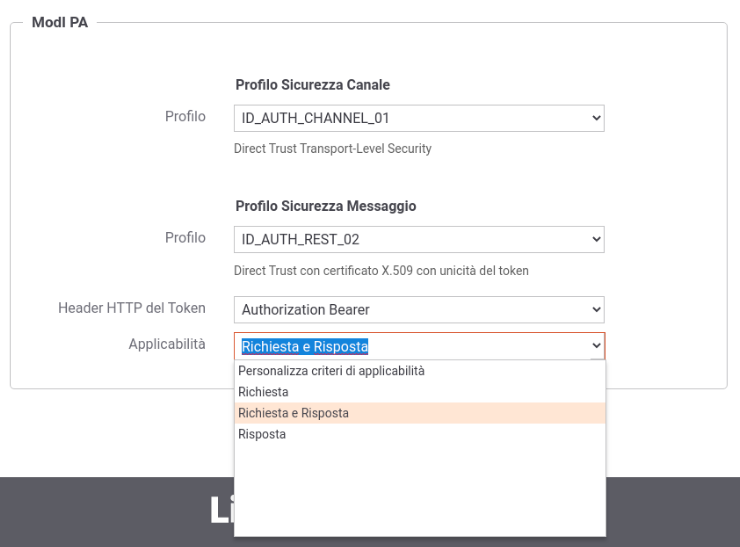 ModI PA
Profilo Sicurezza Canale
Profilo
ID_AUTH_CHANNEL_01
Direct Trust Transport-Level Security
Profilo Sicurezza Messaggio
Profilo
ID_AUTH_REST_02
Direct Trust con certificato X.509 con unicità del token
Header HTTP del Token
Authorization Bearer
Applicabilità
Richiesta e Risposta
Personalizza criteri di applicabilità
Richiesta
Richiesta e Risposta
Risposta